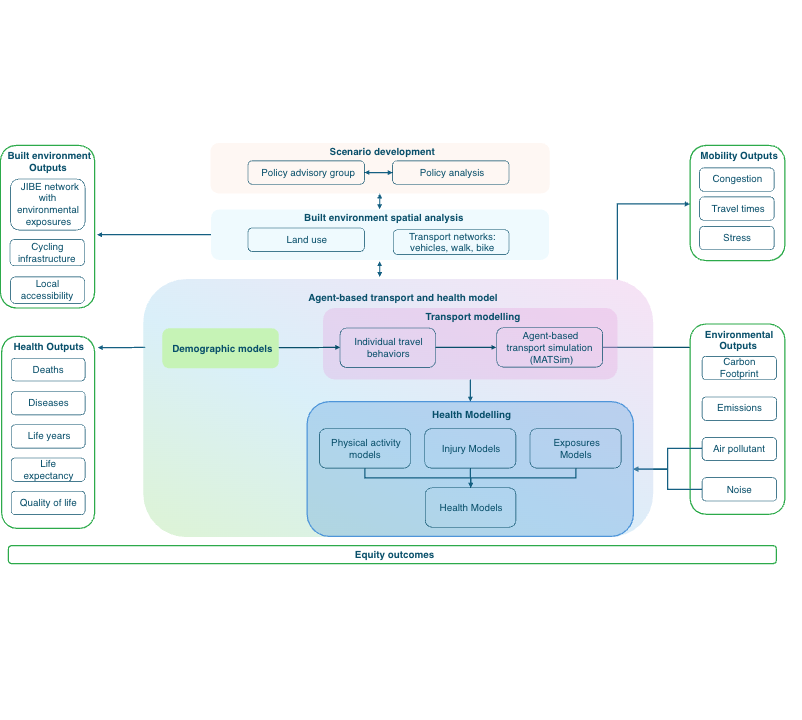 Scenario development
Policy advisory group
Policy analysis
Built environment spatial analysis
Land use
Transport networks:
vehicles, walk, bike
Built environment
Outputs
JIBE network
with
environmental
exposures
Cycling
infrastructure
Local
accessibility
Mobility Outputs
Congestion
Travel times
Stress
Agent-based transport and health model
Transport modelling
Demographic models
Individual travel
behaviors
Agent-based
transport simulation
(MATSim)
Health Outputs
Deaths
Diseases
Life years
Life
expectancy
Quality of life
Environmental
Outputs
Carbon
Footprint
Emissions
Air pollutant
Noise
Health Modelling
Physical activity
models
Injury Models
Exposures
Models
Health Models
Equity outcomes